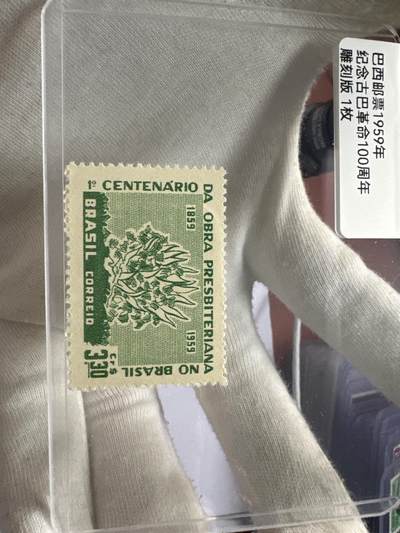 巴西邮票1959年
纪念古巴革命100周年
雕刻版 1枚
1º CENTENÁRIO DA OBRA PRESBITERIANA
NO BRASIL
1859
1959
BRASIL CORREIO
Cr$
3,30